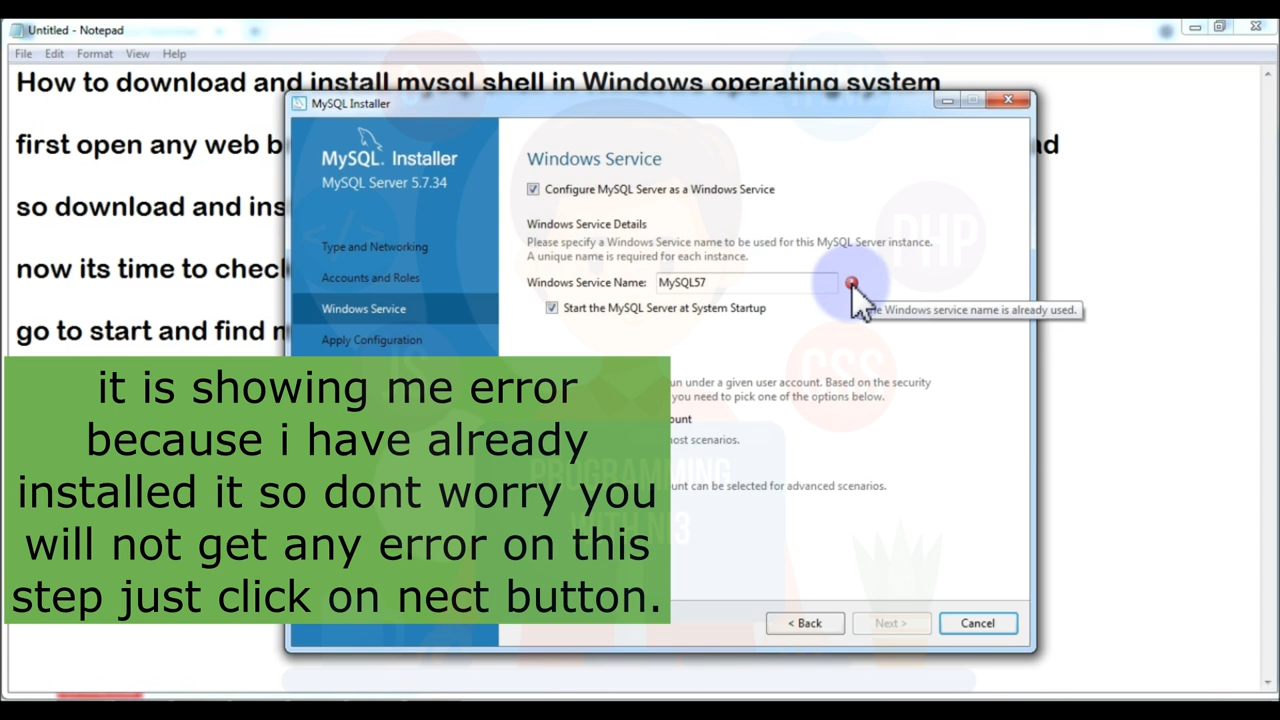 Untitled - Notepad
File Edit Format View Help
How to download and install mysql shell in Windows operating system
first open any web b
ad
so download and ins
now its time to chec
go to start and find m
MySQL Installer
MySQL. Installer
MySQL Server 5.7.34
Type and Networking
Accounts and Roles
Windows Service
Apply Configuration
Windows Service
Configure MySQL Server as a Windows Service
Windows Service Details
Please specify a Windows Service name to be used for this MySQL Server instance.
A unique name is required for each instance.
Windows Service Name: MySQL57
Windows service name is already used.
Start the MySQL Server at System Startup
un under a given user account. Based on the security
you need to pick one of the options below.
ount
ost scenarios.
unt can be selected for advanced scenarios.
it is showing me error
because i have already
installed it so dont worry you
will not get any error on this
step just click on nect button.
< Back Next > Cancel
PHP
CSS
JS
PROGRAMMING
WITH NI3